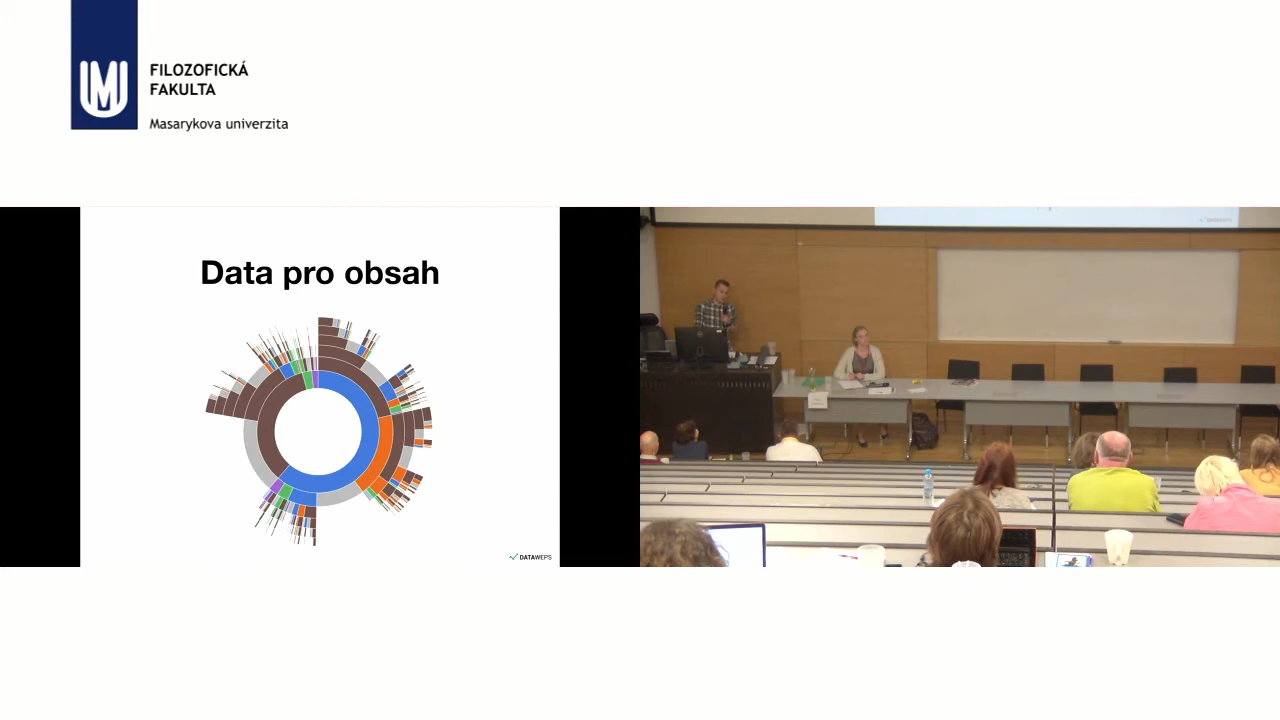 FILOZOFICKÁ
FAKULTA
Masarykova univerzita
Data pro obsah
DATAWEPS